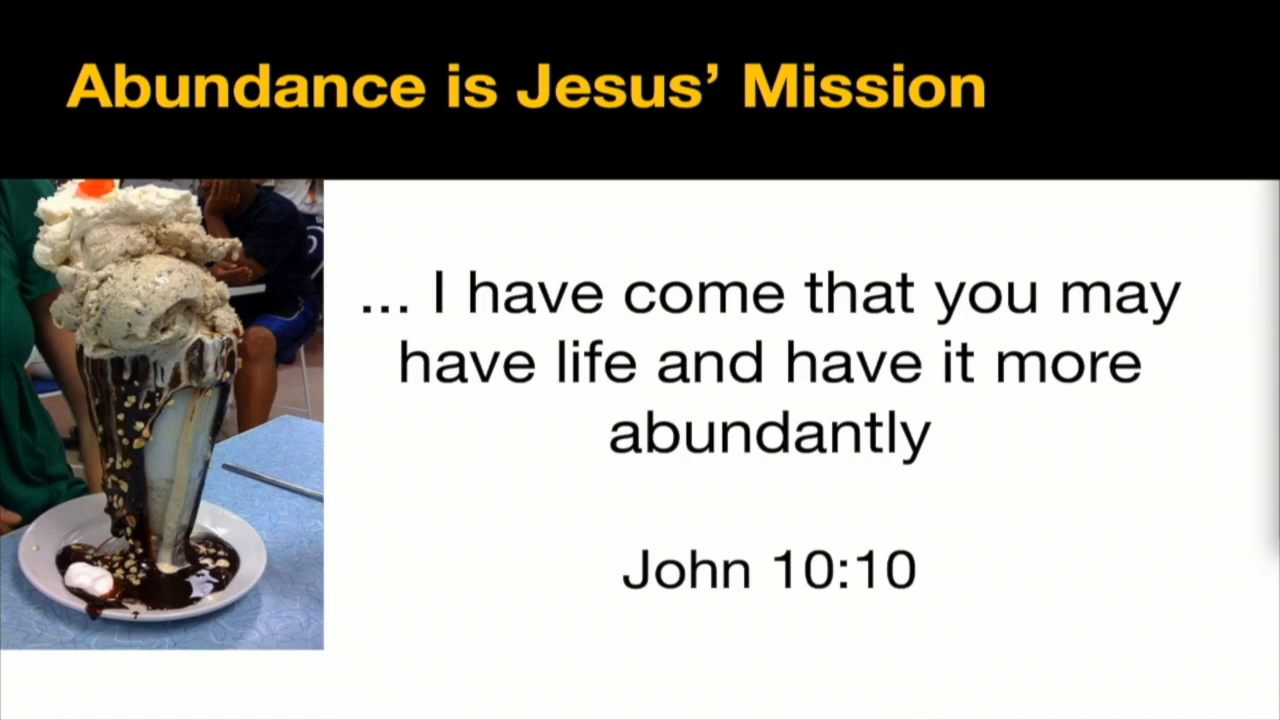 Abundance is Jesus’ Mission
... I have come that you may
have life and have it more
abundantly
John 10:10